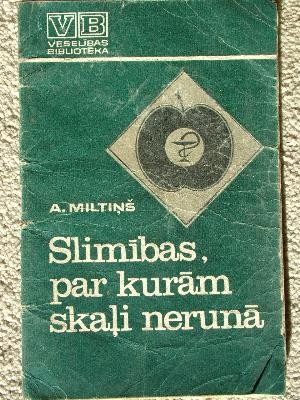 VB
VESELĪBAS
BIBLIOTĒKA
A. MILTIŅŠ
Slimības,
par kurām
skaļi nerunā